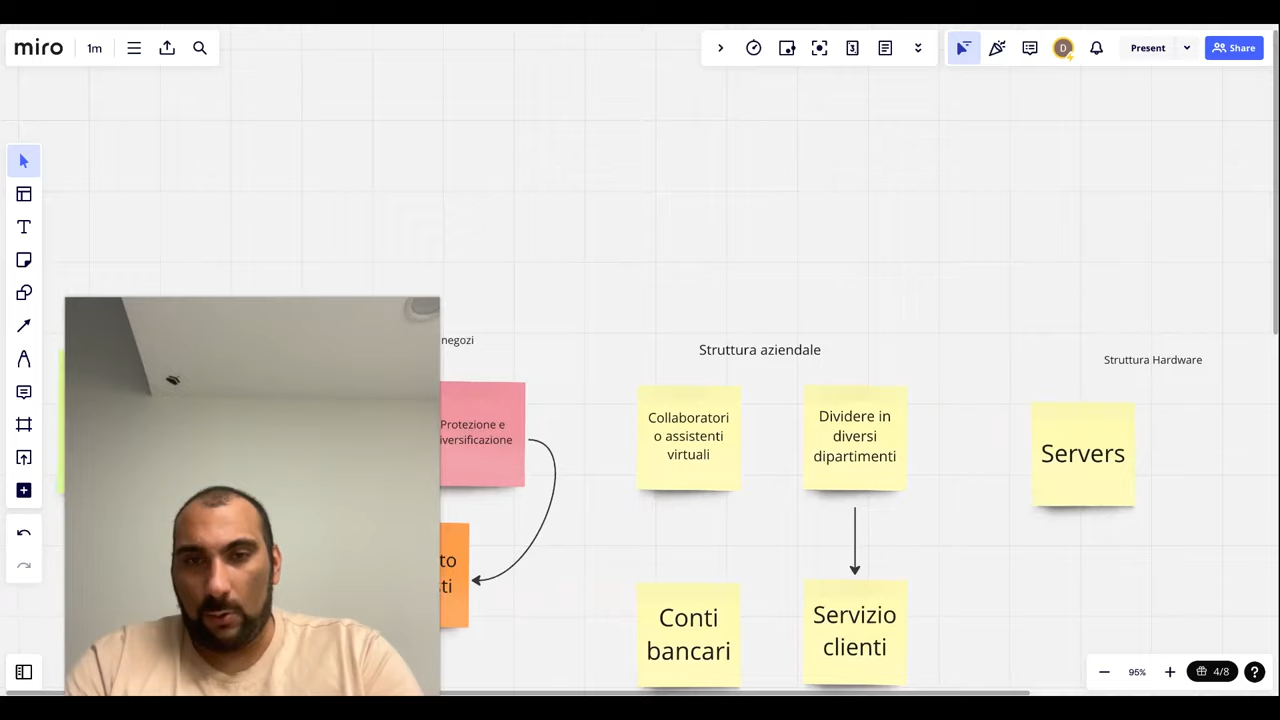 miro
1m
3
D
Present
Share
negozi
Struttura aziendale
Struttura Hardware
Protezione e
iversificazione
Collaboratori
o assistenti
virtuali
Dividere in
diversi
dipartimenti
Servers
to
ti
Conti
bancari
Servizio
clienti
95%
4/8
?